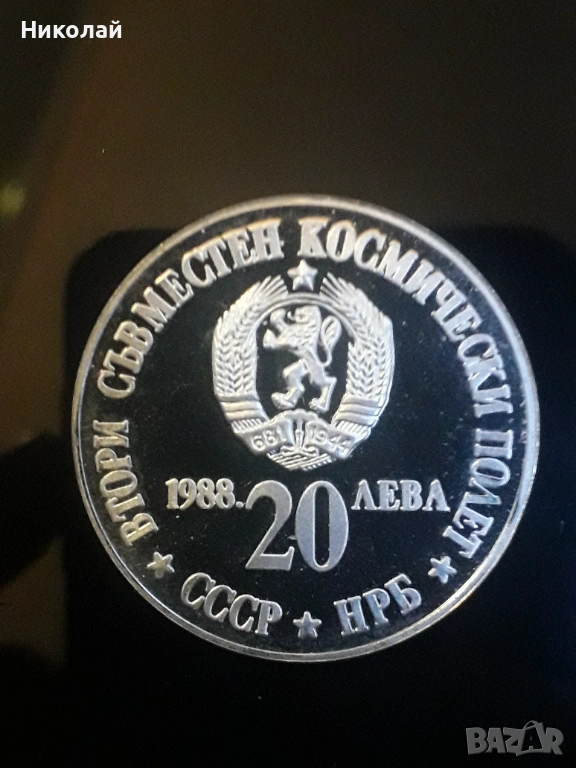 Николай
ВТОРИ СЪВМЕСТЕН КОСМИЧЕСКИ ПОЛЕТ
681 1944
1988. 20 ЛЕВА
★ СССР ★ НРБ ★
BAZAR